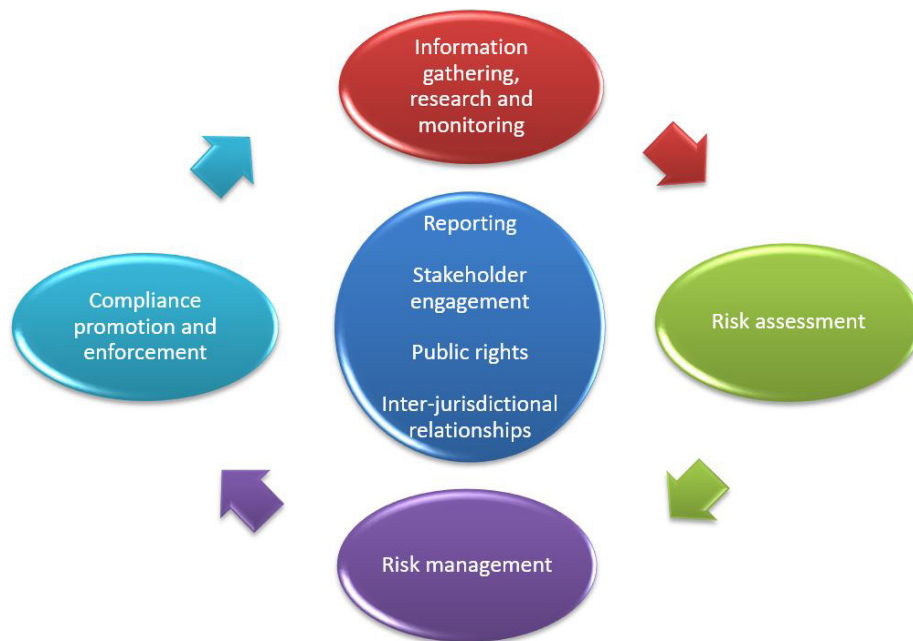 Information
gathering,
research and
monitoring
Reporting
Stakeholder
engagement
Public rights
Inter-jurisdictional
relationships
Compliance
promotion and
enforcement
Risk assessment
Risk management